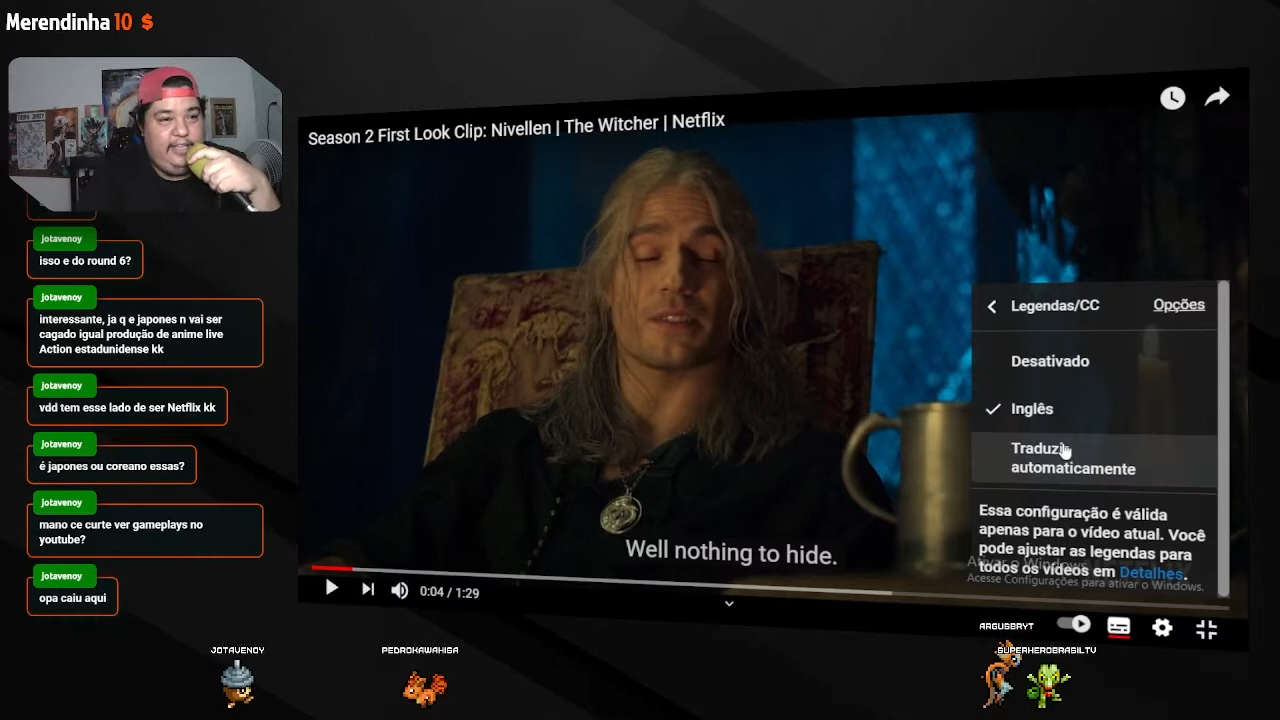 Merendinha 10 $
Season 2 First Look Clip: Nivellen | The Witcher | Netflix
jotavenoy
isso e do round 6?
jotavenoy
interessante, ja q e japones n vai ser
cagado igual produção de anime live
Action estadunidense kk
jotavenoy
vdd tem esse lado de ser Netflix kk
jotavenoy
é japones ou coreano essas?
jotavenoy
mano ce curte ver gameplays no
youtube?
jotavenoy
opa caiu aqui
Well nothing to hide.
Legendas/CC
Opções
Desativado
Inglês
Traduzir
automaticamente
Essa configuração é válida
apenas para o vídeo atual. Você
pode ajustar as legendas para
todos os vídeos em Detalhes.
Ativar o Windows
Acesse Configurações para ativar o Windows.
0:04 / 1:29
JOTAVENOY
PEDROKAWAHIGA
ARGUSBRYT
SUPERHEROBRASILTV